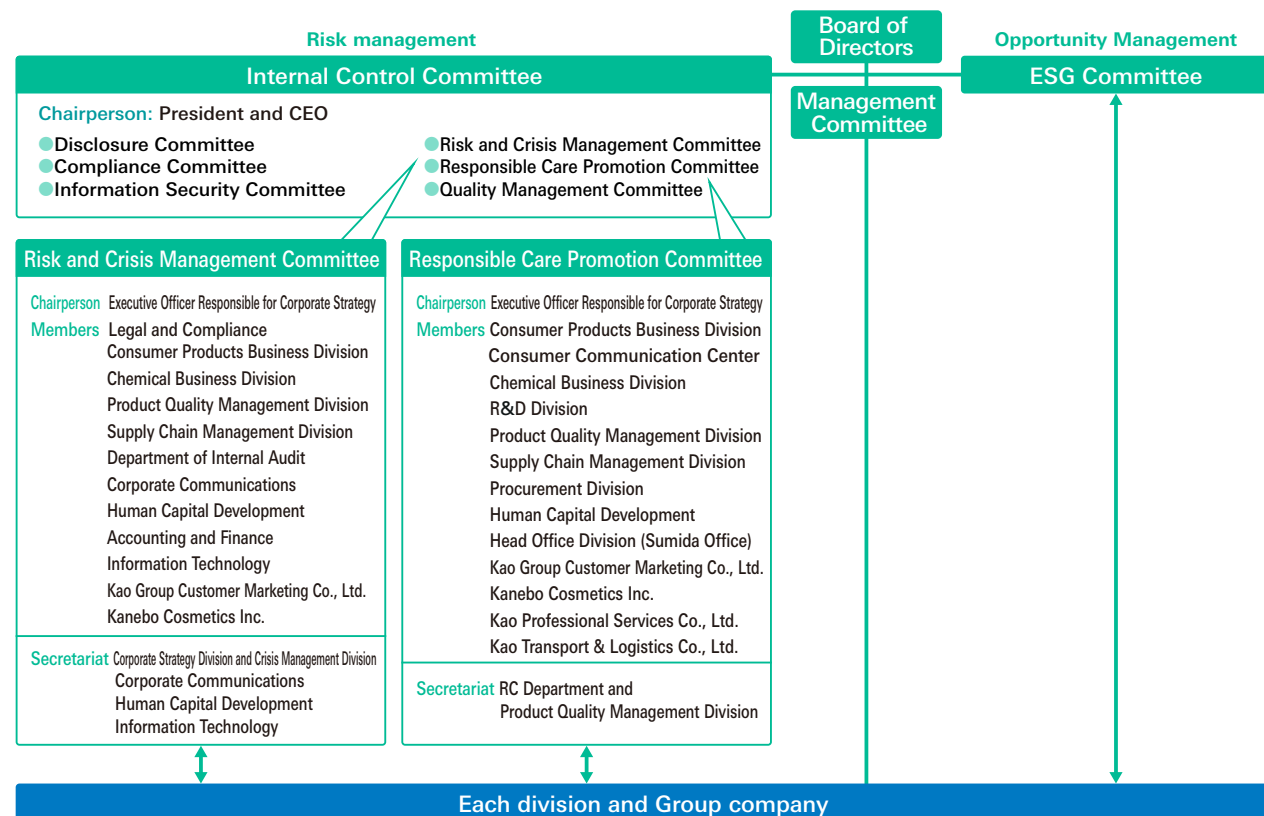 Risk management
Board of
Directors
Opportunity Management
Internal Control Committee
ESG Committee
Management
Committee
Chairperson: President and CEO
●Disclosure Committee
●Compliance Committee
●Information Security Committee
●Risk and Crisis Management Committee
●Responsible Care Promotion Committee
●Quality Management Committee
Risk and Crisis Management Committee
Chairperson Executive Officer Responsible for Corporate Strategy
Members Legal and Compliance
Consumer Products Business Division
Chemical Business Division
Product Quality Management Division
Supply Chain Management Division
Department of Internal Audit
Corporate Communications
Human Capital Development
Accounting and Finance
Information Technology
Kao Group Customer Marketing Co., Ltd.
Kanebo Cosmetics Inc.
Secretariat Corporate Strategy Division and Crisis Management Division
Corporate Communications
Human Capital Development
Information Technology
Responsible Care Promotion Committee
Chairperson Executive Officer Responsible for Corporate Strategy
Members Consumer Products Business Division
Consumer Communication Center
Chemical Business Division
R&D Division
Product Quality Management Division
Supply Chain Management Division
Procurement Division
Human Capital Development
Head Office Division (Sumida Office)
Kao Group Customer Marketing Co., Ltd.
Kanebo Cosmetics Inc.
Kao Professional Services Co., Ltd.
Kao Transport & Logistics Co., Ltd.
Secretariat RC Department and
Product Quality Management Division
Each division and Group company